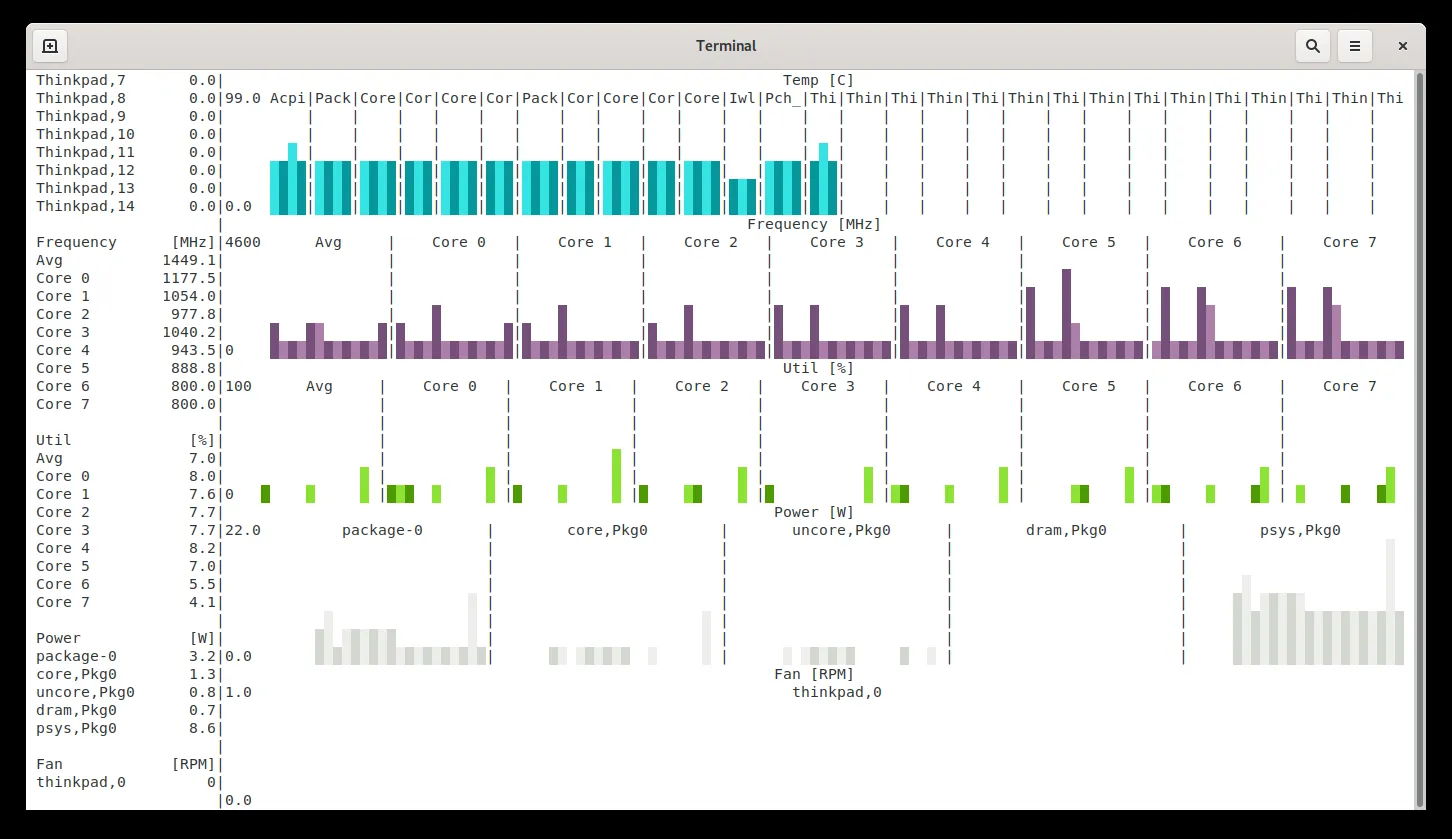 Terminal
Thinkpad,7 0.0| Temp [C]
Thinkpad,8 0.0|99.0 Acpi|Pack|Core|Cor|Core|Cor|Pack|Cor|Core|Cor|Core|Iwl|Pch_|Thi|Thin|Thi|Thin|Thi|Thin|Thi|Thin|Thi|Thin|Thi|Thin|Thi|Thin|Thi
Thinkpad,9 0.0|
Thinkpad,10 0.0|
Thinkpad,11 0.0|
Thinkpad,12 0.0|
Thinkpad,13 0.0|
Thinkpad,14 0.0|0.0
| Frequency [MHz]
Frequency [MHz]|4600 Avg | Core 0 | Core 1 | Core 2 | Core 3 | Core 4 | Core 5 | Core 6 | Core 7
Avg 1449.1|
Core 0 1177.5|
Core 1 1054.0|
Core 2 977.8|
Core 3 1040.2|
Core 4 943.5|0
Core 5 888.8| Util [%]
Core 6 800.0|100 Avg | Core 0 | Core 1 | Core 2 | Core 3 | Core 4 | Core 5 | Core 6 | Core 7
Core 7 800.0|
|
Util [%]|
Avg 7.0|
Core 0 8.0|
Core 1 7.6|0
Core 2 7.7| Power [W]
Core 3 7.7|22.0 package-0 | core,Pkg0 | uncore,Pkg0 | dram,Pkg0 | psys,Pkg0
Core 4 8.2|
Core 5 7.0|
Core 6 5.5|
Core 7 4.1|
|
Power [W]|
package-0 3.2|0.0
core,Pkg0 1.3| Fan [RPM]
uncore,Pkg0 0.8|1.0 thinkpad,0
dram,Pkg0 0.7|
psys,Pkg0 8.6|
|
Fan [RPM]|
thinkpad,0 0|
|0.0